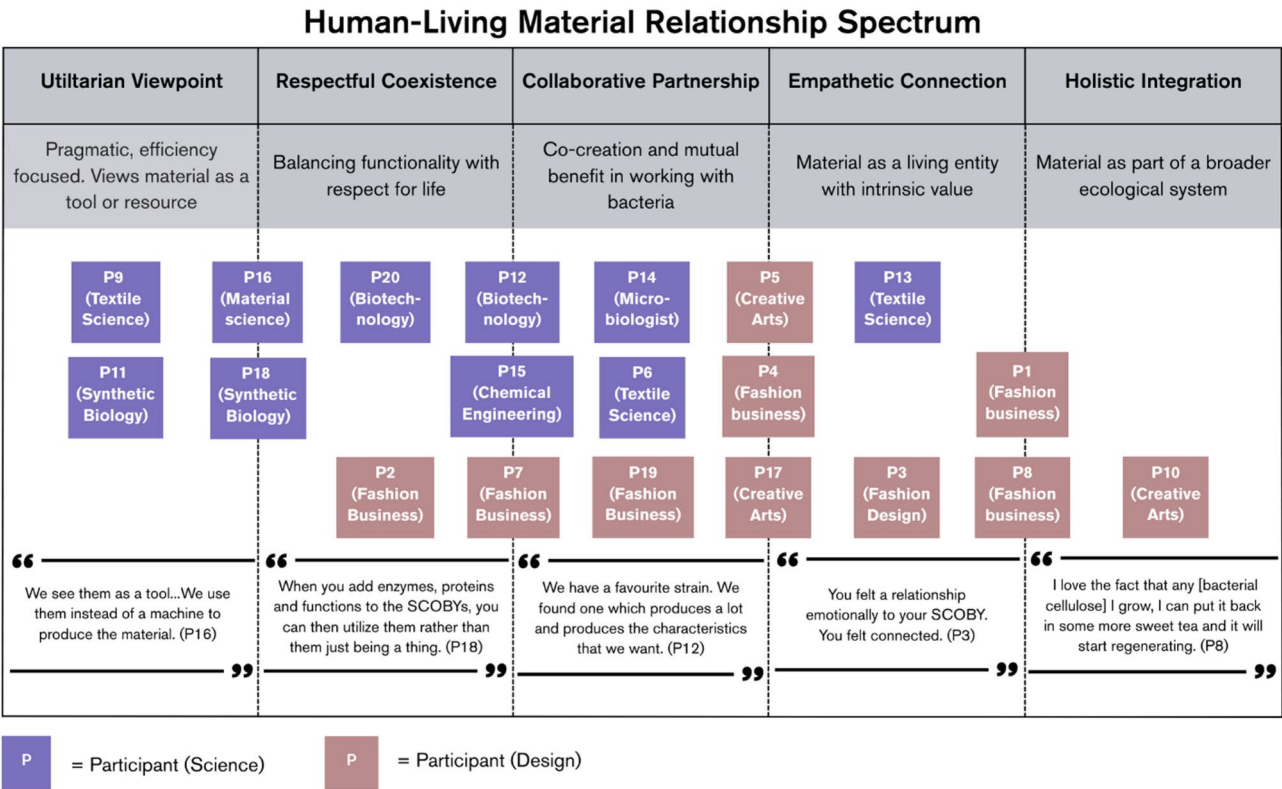 Human-Living Material Relationship Spectrum
Utiltarian Viewpoint
Respectful Coexistence
Collaborative Partnership
Empathetic Connection
Holistic Integration
Pragmatic, efficiency
focused. Views material as a
tool or resource
Balancing functionality with
respect for life
Co-creation and mutual
benefit in working with
bacteria
Material as a living entity
with intrinsic value
Material as part of a broader
ecological system
P9
(Textile
Science)
P16
(Material
science)
P20
(Biotech-
nology)
P12
(Biotech-
nology)
P14
(Micro-
biologist)
P5
(Creative
Arts)
P13
(Textile
Science)
P11
(Synthetic
Biology)
P18
(Synthetic
Biology)
P15
(Chemical
Engineering)
P6
(Textile
Science)
P4
(Fashion
business)
P1
(Fashion
business)
P2
(Fashion
Business)
P7
(Fashion
Business)
P19
(Fashion
Business)
P17
(Creative
Arts)
P3
(Fashion
Design)
P8
(Fashion
business)
P10
(Creative
Arts)
“
We see them as a tool...We use
them instead of a machine to
produce the material. (P16)
”
“
When you add enzymes, proteins
and functions to the SCOBYs, you
can then utilize them rather than
them just being a thing. (P18)
”
“
We have a favourite strain. We
found one which produces a lot
and produces the characteristics
that we want. (P12)
”
“
You felt a relationship
emotionally to your SCOBY.
You felt connected. (P3)
”
“
I love the fact that any [bacterial
cellulose] I grow, I can put it back
in some more sweet tea and it will
start regenerating. (P8)
”
P = Participant (Science)
P = Participant (Design)